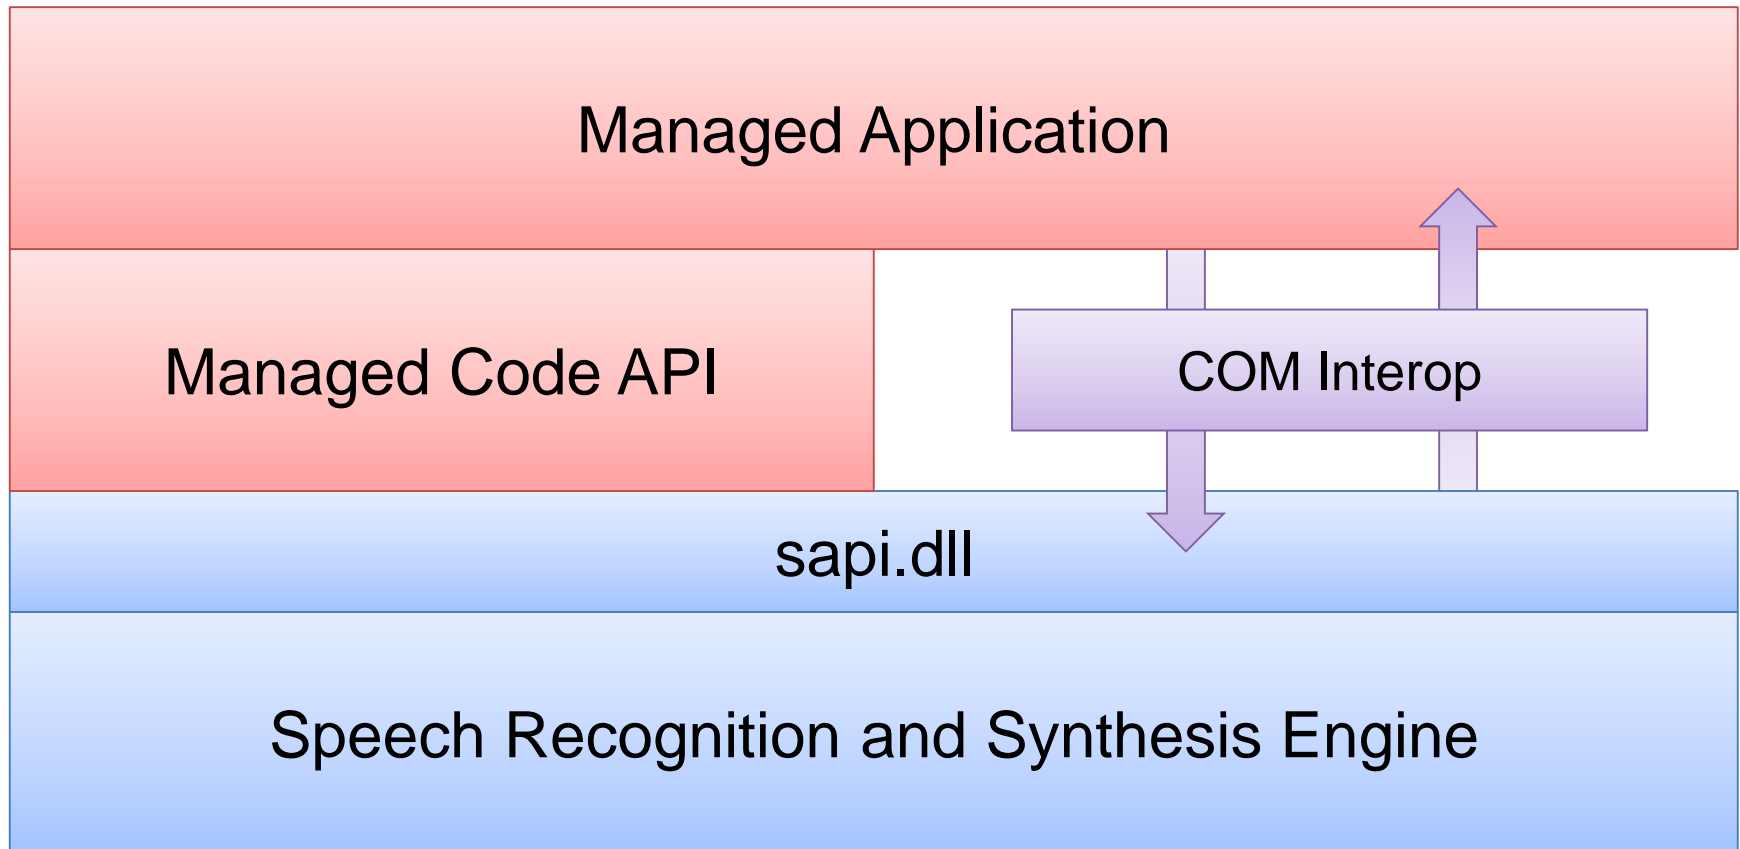 Managed Application
Managed Code API
COM Interop
sapi.dll
Speech Recognition and Synthesis Engine